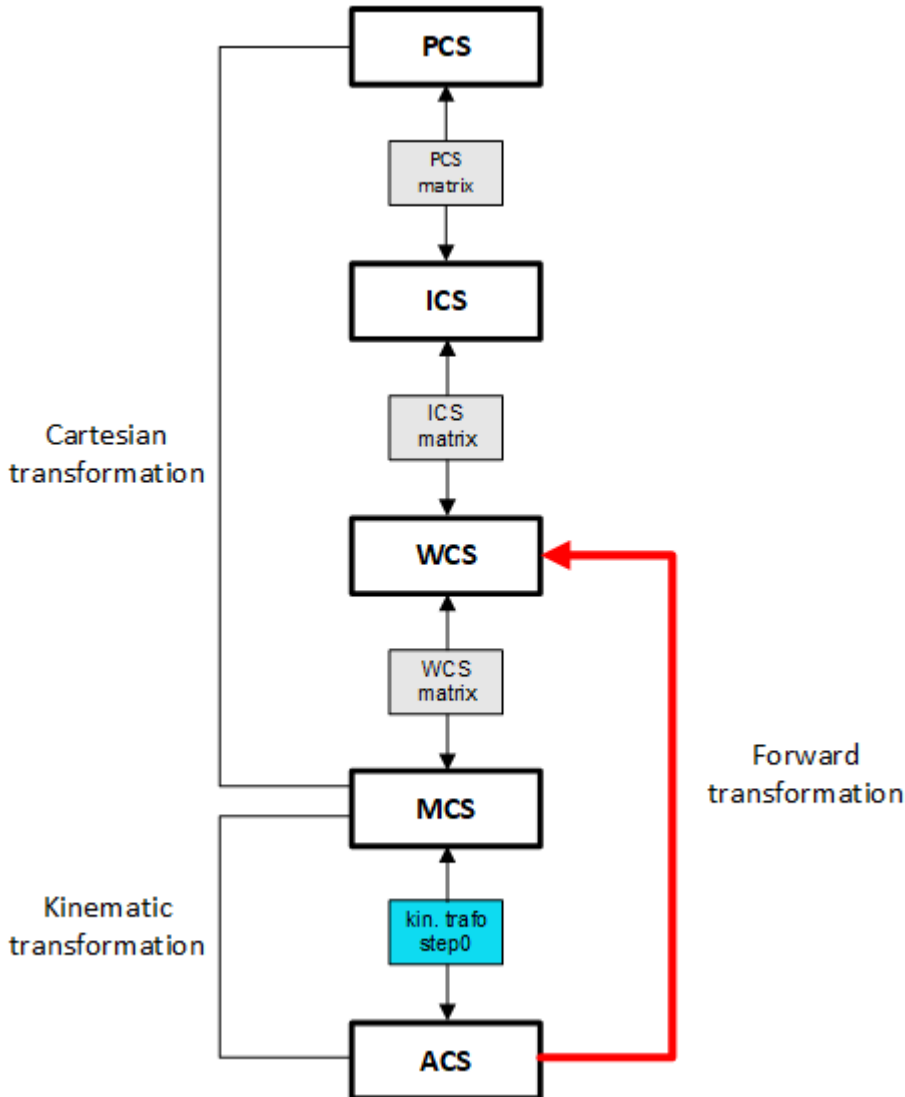 PCS
PCS
matrix
ICS
ICS
matrix
Cartesian
transformation
WCS
WCS
matrix
Forward
transformation
MCS
Kinematic
transformation
kin. trafo
step0
ACS